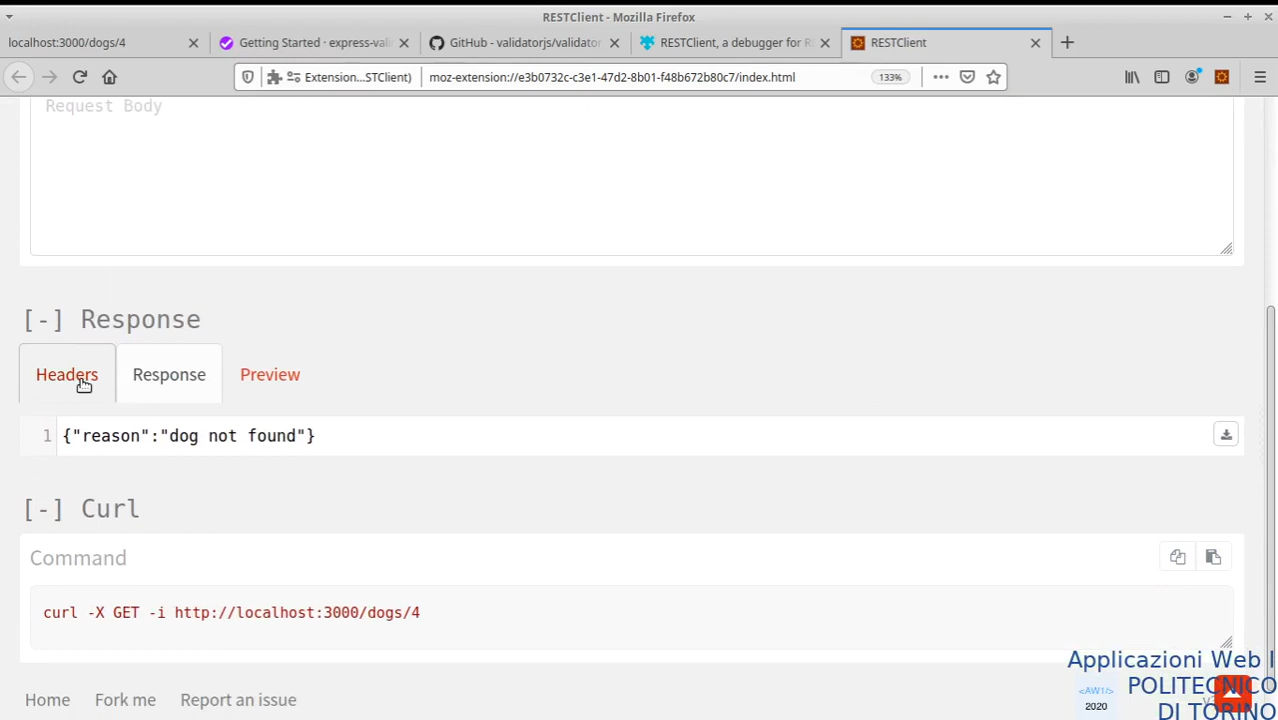 RESTClient - Mozilla Firefox
localhost:3000/dogs/4
Getting Started · express-vali
GitHub - validatorjs/validator
RESTClient, a debugger for RE
RESTClient
Extension...STClient)
moz-extension://e3b0732c-c3e1-47d2-8b01-f48b672b80c7/index.html
133%
Request Body
[-] Response
Headers
Response
Preview
1 {"reason":"dog not found"}
[-] Curl
Command
curl -X GET -i http://localhost:3000/dogs/4
Applicazioni Web I
POLITECNICO
DI TORINO
<AW1/>
2020
Home
Fork me
Report an issue